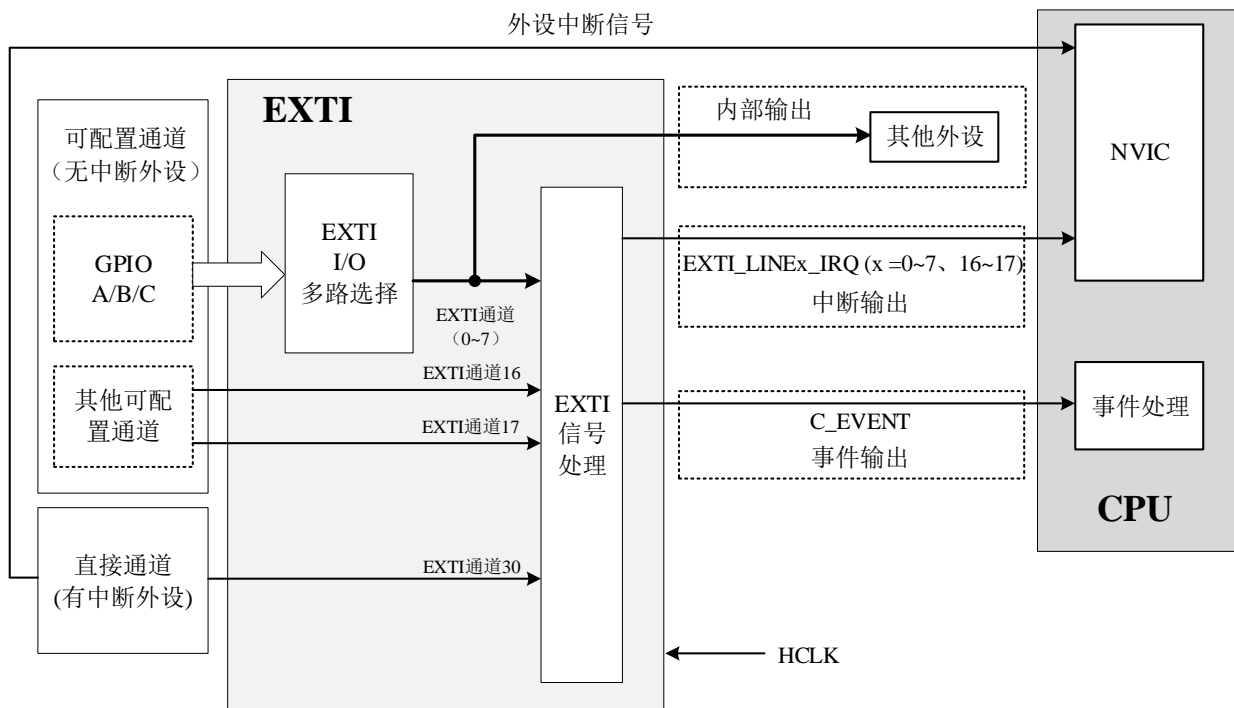 外设中断信号
EXTI
可配置通道
（无中断外设）
GPIO
A/B/C
其他可配
置通道
直接通道
(有中断外设)
EXTI
I/O
多路选择
EXTI通道
（0~7）
EXTI通道16
EXTI通道17
EXTI通道30
EXTI
信号
处理
内部输出
其他外设
EXTI_LINEx_IRQ (x =0~7、16~17)
中断输出
C_EVENT
事件输出
HCLK
NVIC
事件处理
CPU